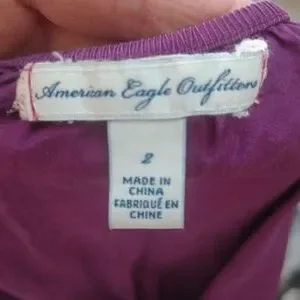 American Eagle Outfitters
2
MADE IN
CHINA
FABRIQUÉ EN
CHINE